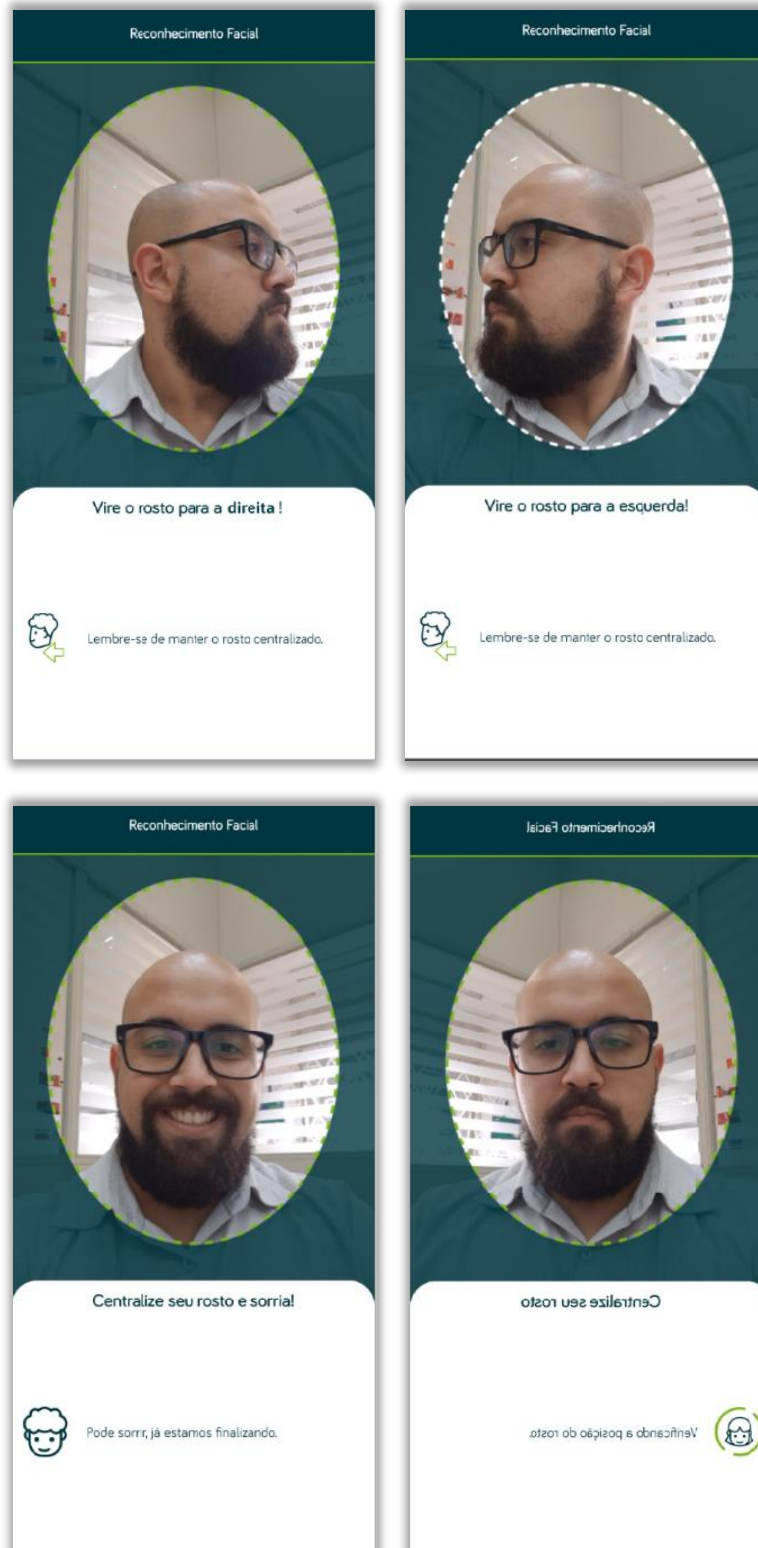 Reconhecimento Facial
Vire o rosto para a direita !
Lembre-se de manter o rosto centralizado.
Reconhecimento Facial
Vire o rosto para a esquerda!
Lembre-se de manter o rosto centralizado.
Reconhecimento Facial
Centralize seu rosto e sorria!
Pode sorrir, já estamos finalizando.
Reconhecimento Facial
Centralize seu rosto
Verificando a posição do rosto.